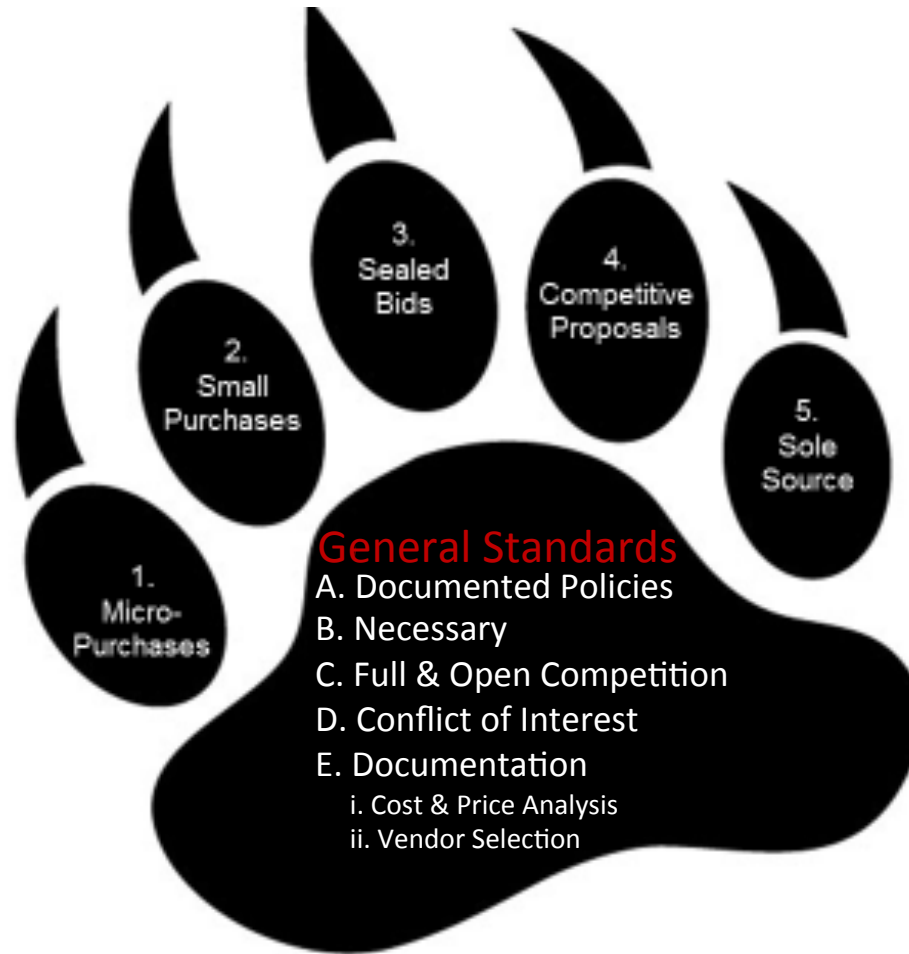 1.
Micro-
Purchases
2.
Small
Purchases
3.
Sealed
Bids
4.
Competitive
Proposals
5.
Sole
Source
General Standards
A. Documented Policies
B. Necessary
C. Full & Open Competition
D. Conflict of Interest
E. Documentation
i. Cost & Price Analysis
ii. Vendor Selection